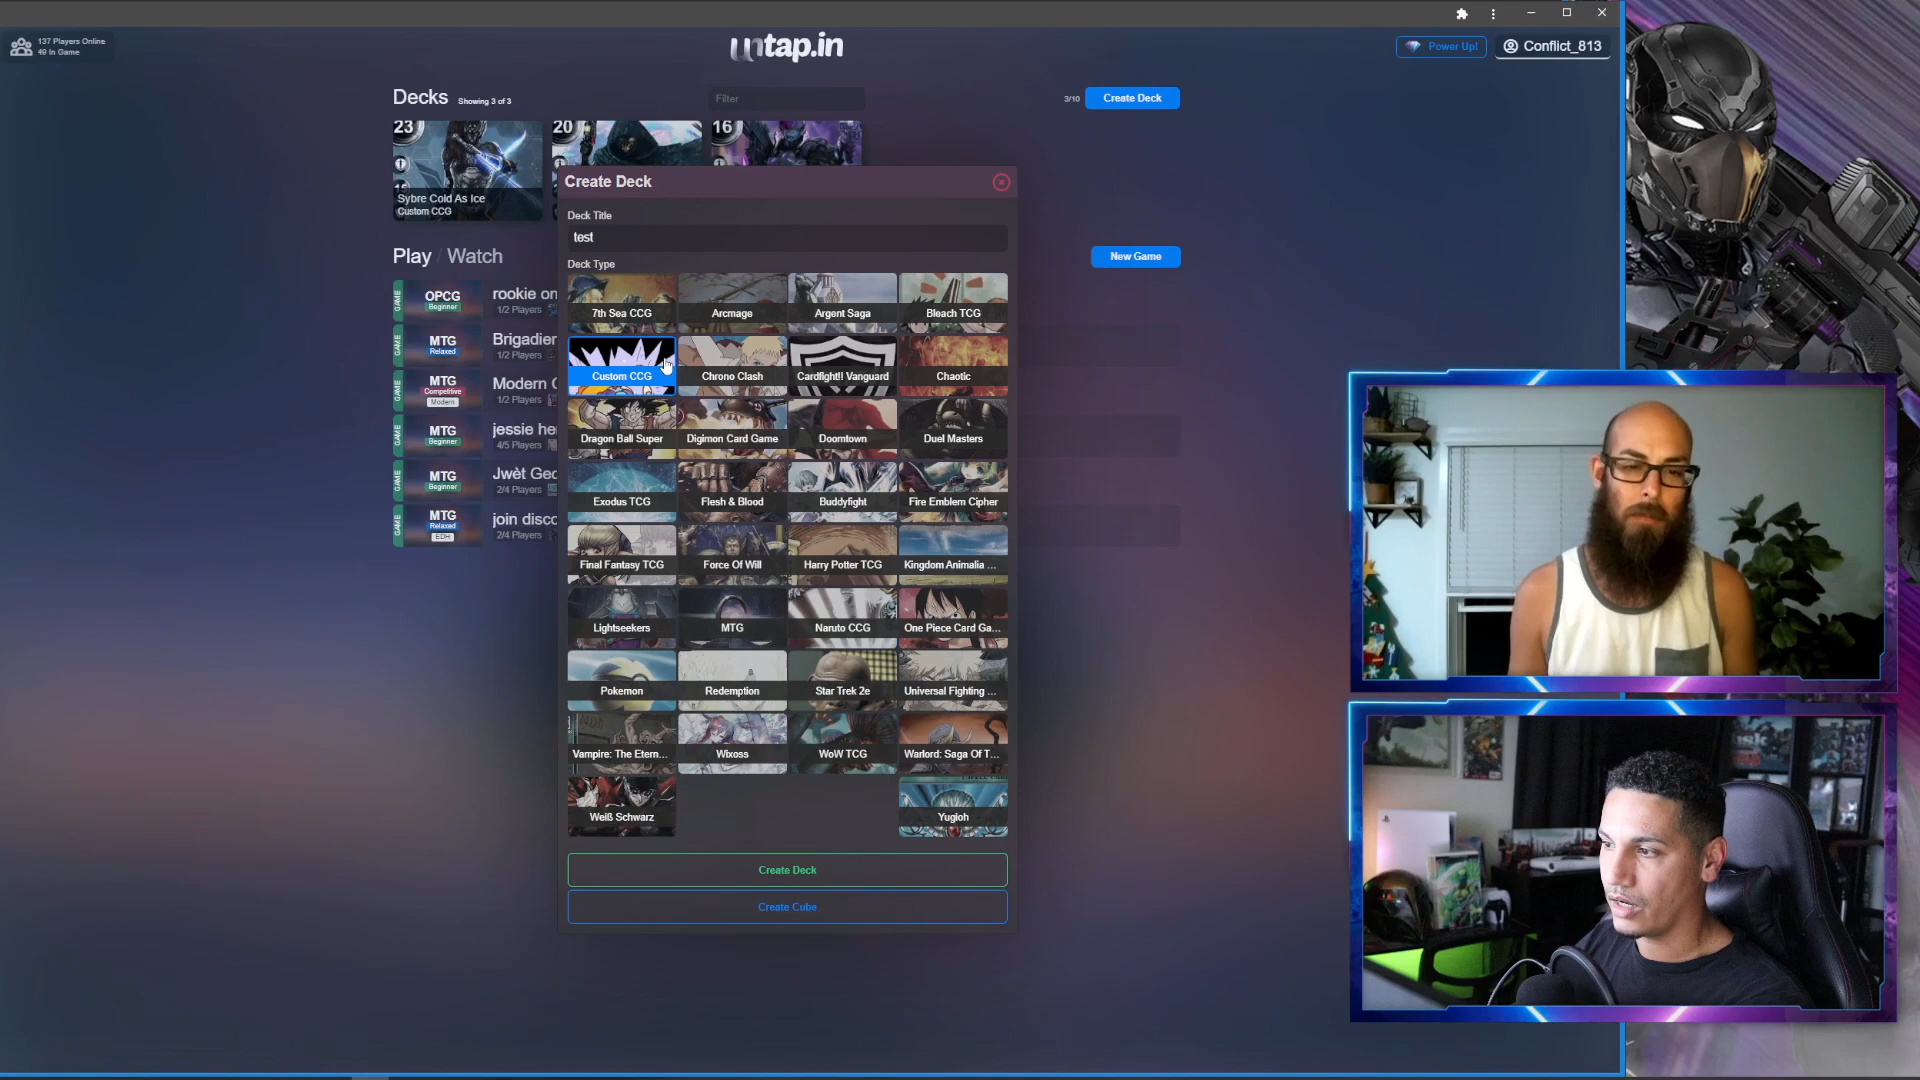 137 Players Online
49 In Game
untap.in
Power Up!
Conflict_813
Decks Showing 3 of 3
Filter
3/10
Create Deck
23
20
16
Sybre Cold As Ice
Custom CCG
Create Deck
Deck Title
test
Deck Type
7th Sea CCG
Arcmage
Argent Saga
Bleach TCG
Custom CCG
Chrono Clash
Cardfight!! Vanguard
Chaotic
Dragon Ball Super
Digimon Card Game
Doomtown
Duel Masters
Exodus TCG
Flesh & Blood
Buddyfight
Fire Emblem Cipher
Final Fantasy TCG
Force Of Will
Harry Potter TCG
Kingdom Animalia ...
Lightseekers
MTG
Naruto CCG
One Piece Card Ga...
Pokemon
Redemption
Star Trek 2e
Universal Fighting ...
Vampire: The Etern...
Wixoss
WoW TCG
Warlord: Saga Of T...
Weiß Schwarz
Yugioh
Create Deck
Create Cube
Play / Watch
New Game
GAME
OPCG
Beginner
rookie on
1/2 Players
GAME
MTG
Relaxed
Brigadier
1/2 Players
GAME
MTG
Competitive
Modern
Modern
1/2 Players
GAME
MTG
Beginner
jessie he
4/5 Players
GAME
MTG
Beginner
Jwèt Ged
2/4 Players
GAME
MTG
Relaxed
EDH
join disco
2/4 Players